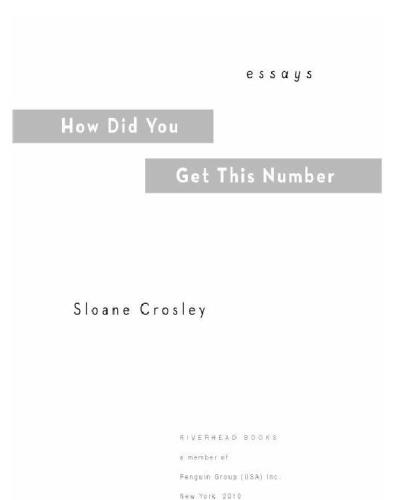 essays
How Did You
Get This Number
Sloane Crosley
RIVERHEAD BOOKS
a member of
Penguin Group (USA) Inc.
New York 2010